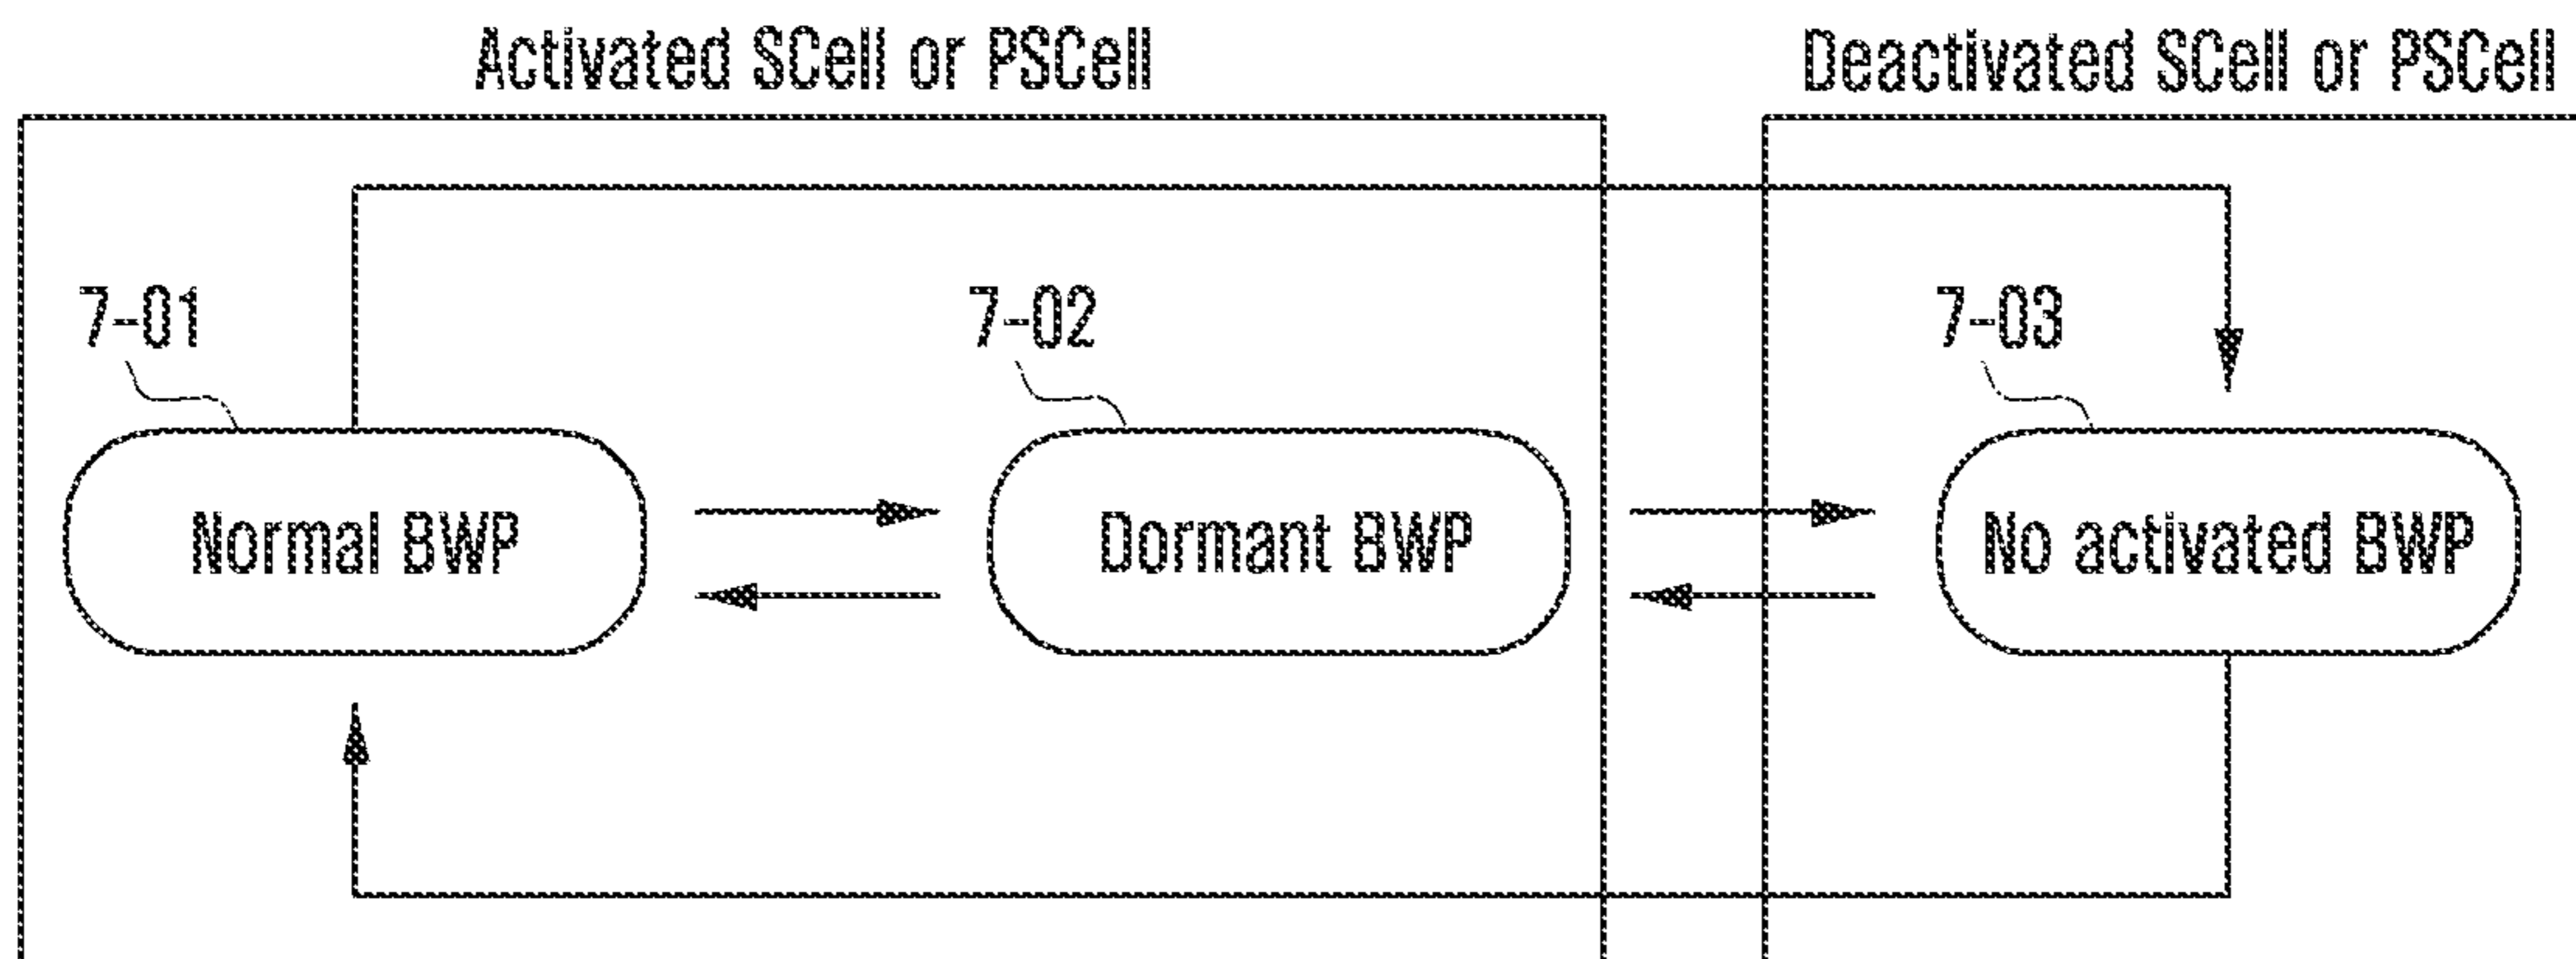 Activated SCell or PSCell
Deactivated SCell or PSCell
7-01
7-02
7-03
Normal BWP
Dormant BWP
No activated BWP